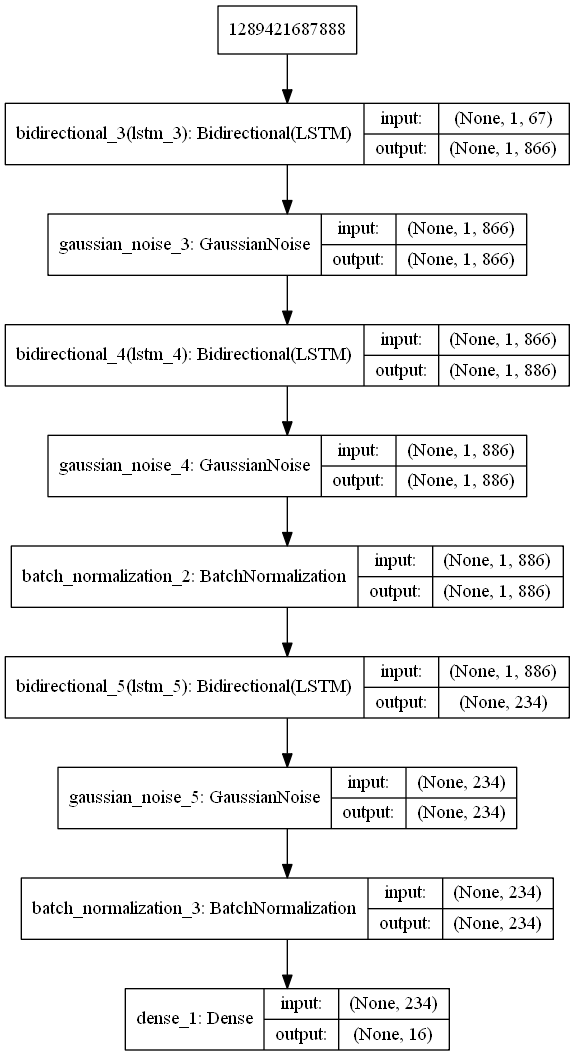 1289421687888
bidirectional_3(lstm_3): Bidirectional(LSTM)
input: (None, 1, 67)
output: (None, 1, 866)
gaussian_noise_3: GaussianNoise
input: (None, 1, 866)
output: (None, 1, 866)
bidirectional_4(lstm_4): Bidirectional(LSTM)
input: (None, 1, 866)
output: (None, 1, 886)
gaussian_noise_4: GaussianNoise
input: (None, 1, 886)
output: (None, 1, 886)
batch_normalization_2: BatchNormalization
input: (None, 1, 886)
output: (None, 1, 886)
bidirectional_5(lstm_5): Bidirectional(LSTM)
input: (None, 1, 886)
output: (None, 234)
gaussian_noise_5: GaussianNoise
input: (None, 234)
output: (None, 234)
batch_normalization_3: BatchNormalization
input: (None, 234)
output: (None, 234)
dense_1: Dense
input: (None, 234)
output: (None, 16)